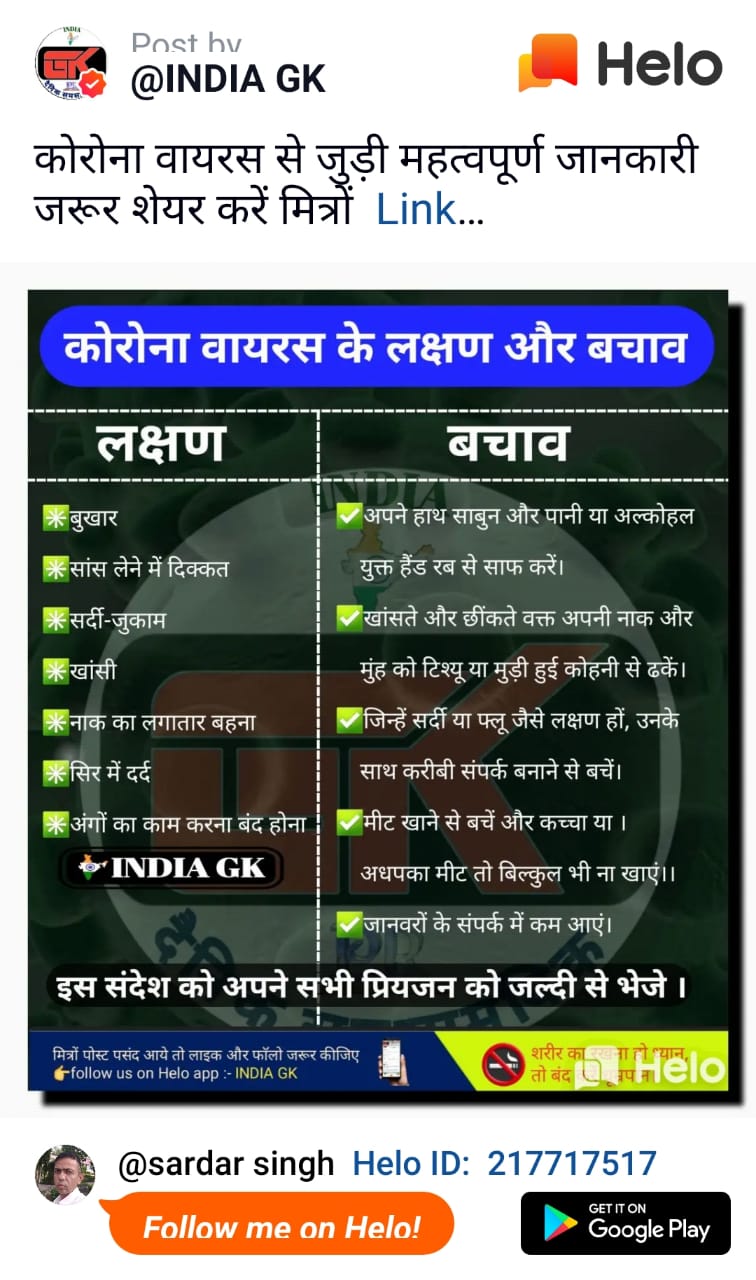 Post by
@INDIA GK
Helo
कोरोना वायरस से जुड़ी महत्वपूर्ण जानकारी
जरूर शेयर करें मित्रों Link...
कोरोना वायरस के लक्षण और बचाव
लक्षण
बुखार
सांस लेने में दिक्कत
सर्दी-जुकाम
खांसी
नाक का लगातार बहना
सिर में दर्द
अंगों का काम करना बंद होना
INDIA GK
बचाव
अपने हाथ साबुन और पानी या अल्कोहल
युक्त हैंड रब से साफ करें।
खांसते और छींकते वक्त अपनी नाक और
मुंह को टिश्यू या मुड़ी हुई कोहनी से ढकें।
जिन्हें सर्दी या फ्लू जैसे लक्षण हों, उनके
साथ करीबी संपर्क बनाने से बचें।
मीट खाने से बचें और कच्चा या ।
अधपका मीट तो बिल्कुल भी ना खाएं।।
जानवरों के संपर्क में कम आएं।
इस संदेश को अपने सभी प्रियजन को जल्दी से भेजे ।
मित्रों पोस्ट पसंद आये तो लाइक और फॉलो जरूर कीजिए
follow us on Helo app :- INDIA GK
शरीर का रखना हो ध्यान,
तो बंद
Helo
@sardar singh Helo ID: 217717517
Follow me on Helo!
GET IT ON
Google Play